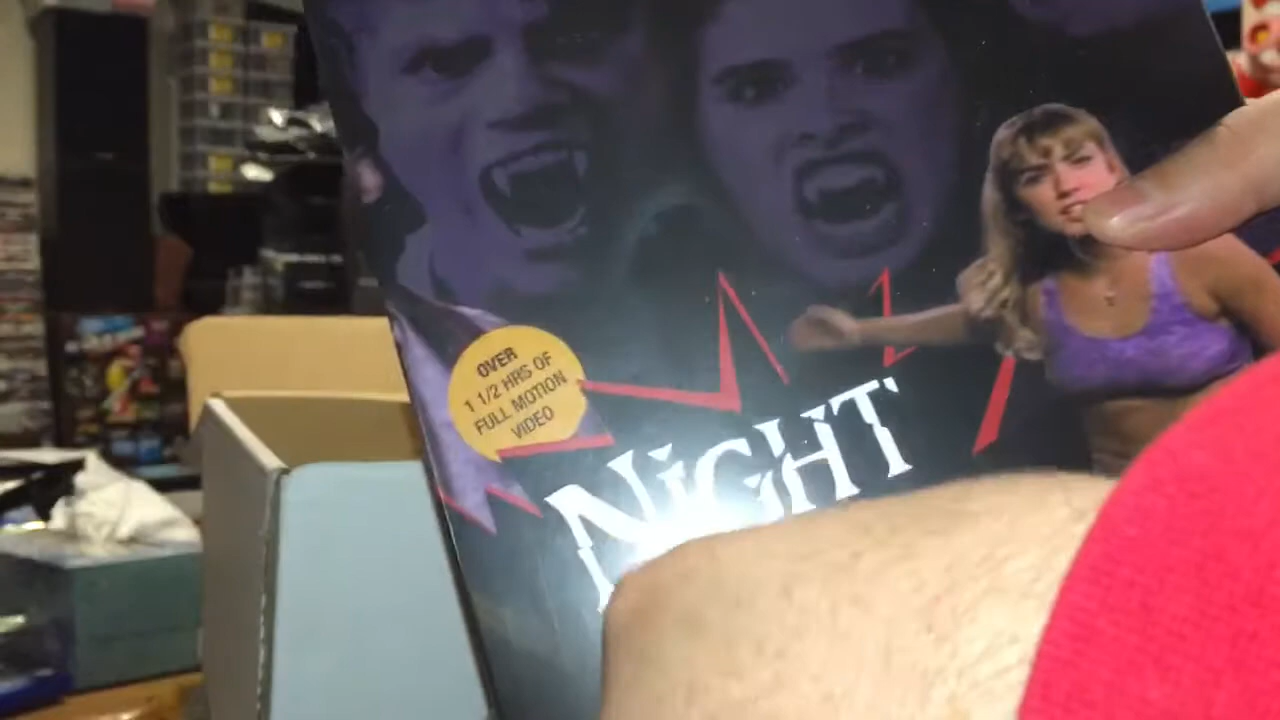 OVER
1 1/2 HRS OF
FULL MOTION
VIDEO
NiGHT